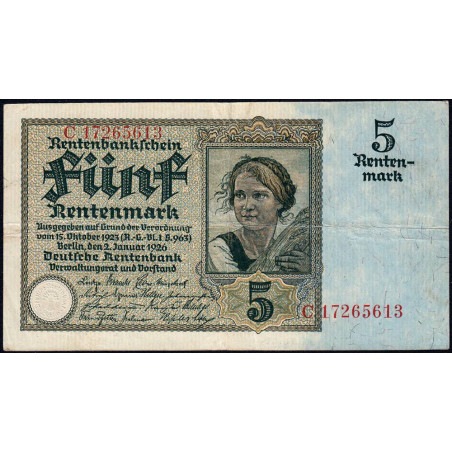 C 17265613
Rentenbankschein
Fünf
Rentenmark
Ausgegeben auf Grund der Verordnung
vom 15. Oktober 1923 (R.-G.-Bl. I S. 963)
Berlin, den 2. Januar 1926
Deutsche Rentenbank
Verwaltungsrat und Vorstand
5
5
Renten-
mark
C 17265613